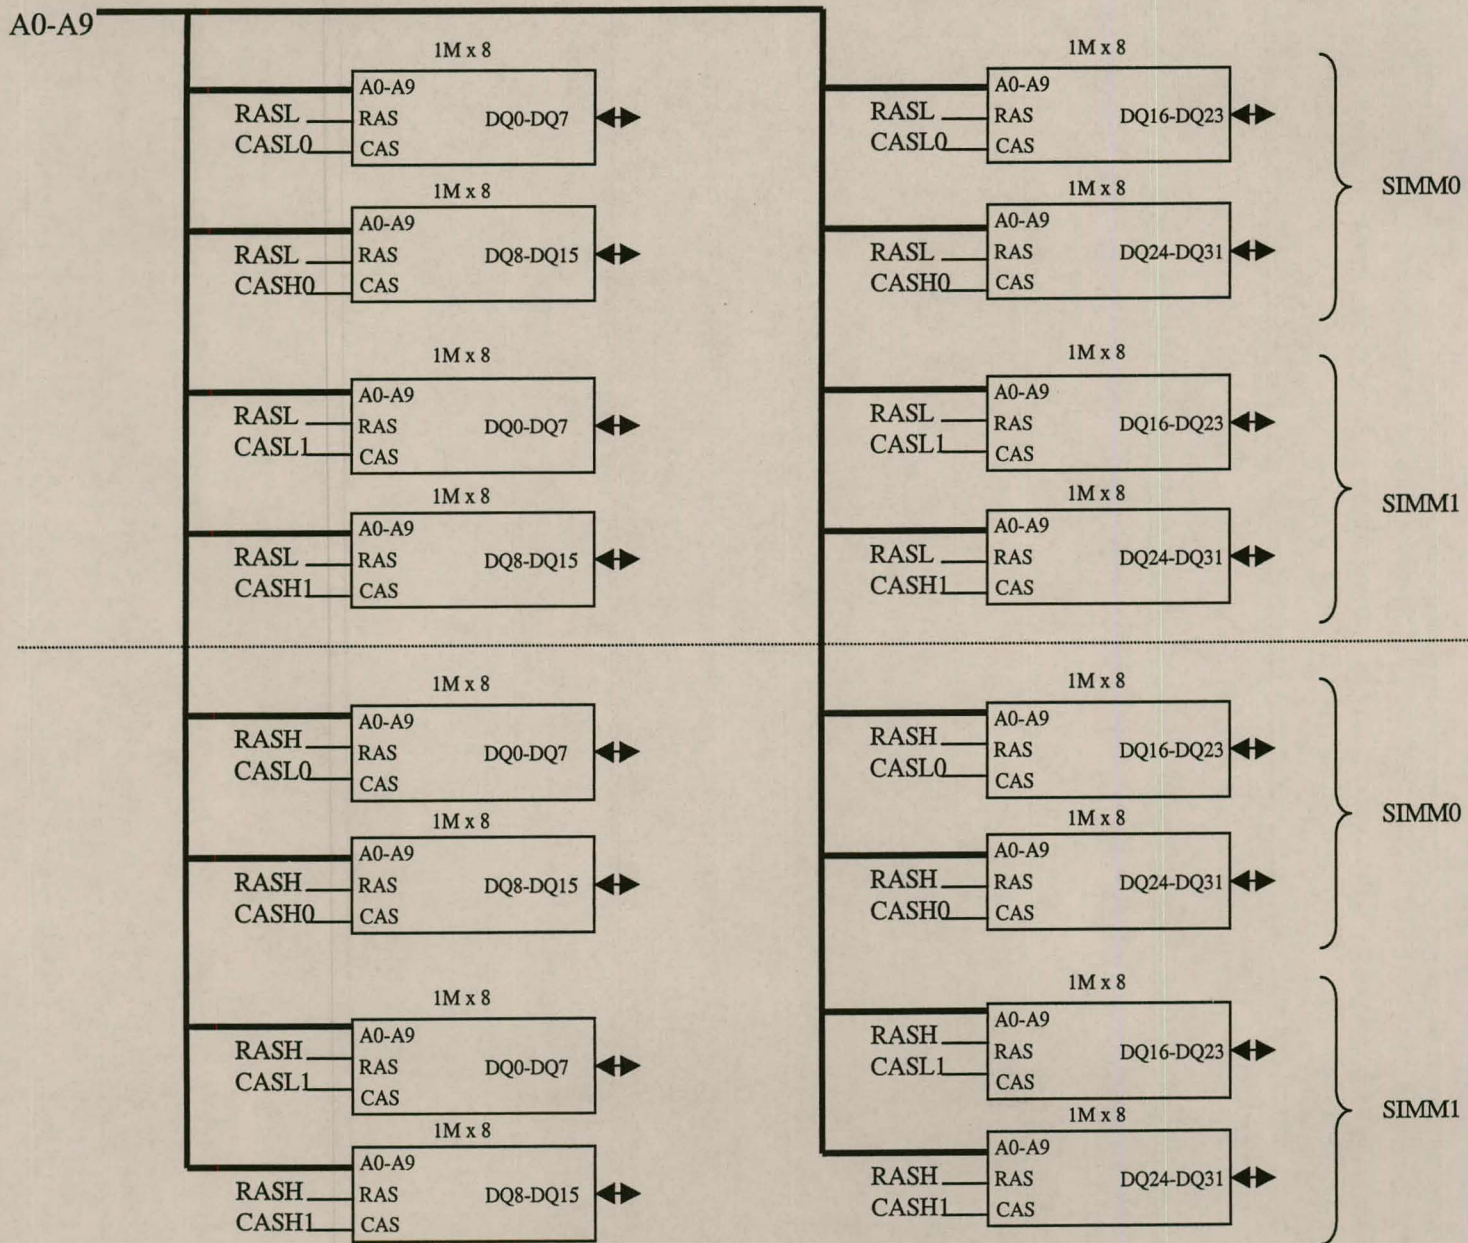 A0-A9
1M x 8
A0-A9
RASL RAS DQ0-DQ7
CASL0 CAS
1M x 8
A0-A9
RASL RAS DQ8-DQ15
CASH0 CAS
1M x 8
A0-A9
RASL RAS DQ0-DQ7
CASL1 CAS
1M x 8
A0-A9
RASL RAS DQ8-DQ15
CASH1 CAS
1M x 8
A0-A9
RASH RAS DQ0-DQ7
CASL0 CAS
1M x 8
A0-A9
RASH RAS DQ8-DQ15
CASH0 CAS
1M x 8
A0-A9
RASH RAS DQ0-DQ7
CASL1 CAS
1M x 8
A0-A9
RASH RAS DQ8-DQ15
CASH1 CAS
1M x 8
A0-A9
RASL RAS DQ16-DQ23
CASL0 CAS
1M x 8
A0-A9
RASL RAS DQ24-DQ31
CASH0 CAS
SIMM0
1M x 8
A0-A9
RASL RAS DQ16-DQ23
CASL1 CAS
1M x 8
A0-A9
RASL RAS DQ24-DQ31
CASH1 CAS
SIMM1
1M x 8
A0-A9
RASH RAS DQ16-DQ23
CASL0 CAS
1M x 8
A0-A9
RASH RAS DQ24-DQ31
CASH0 CAS
SIMM0
1M x 8
A0-A9
RASH RAS DQ16-DQ23
CASL1 CAS
1M x 8
A0-A9
RASH RAS DQ24-DQ31
CASH1 CAS
SIMM1